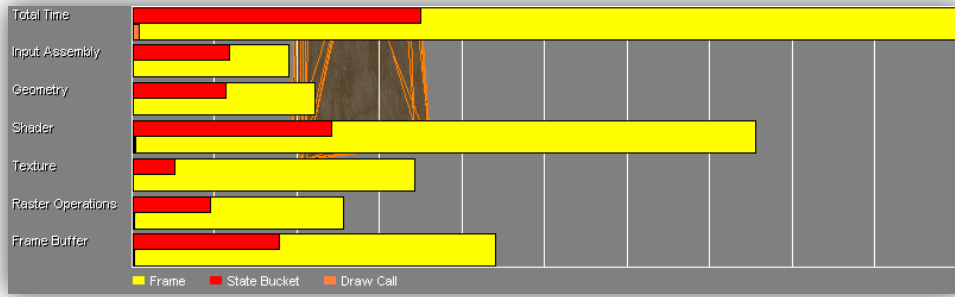 Total Time
Input Assembly
Geometry
Shader
Texture
Raster Operations
Frame Buffer
Frame State Bucket Draw Call